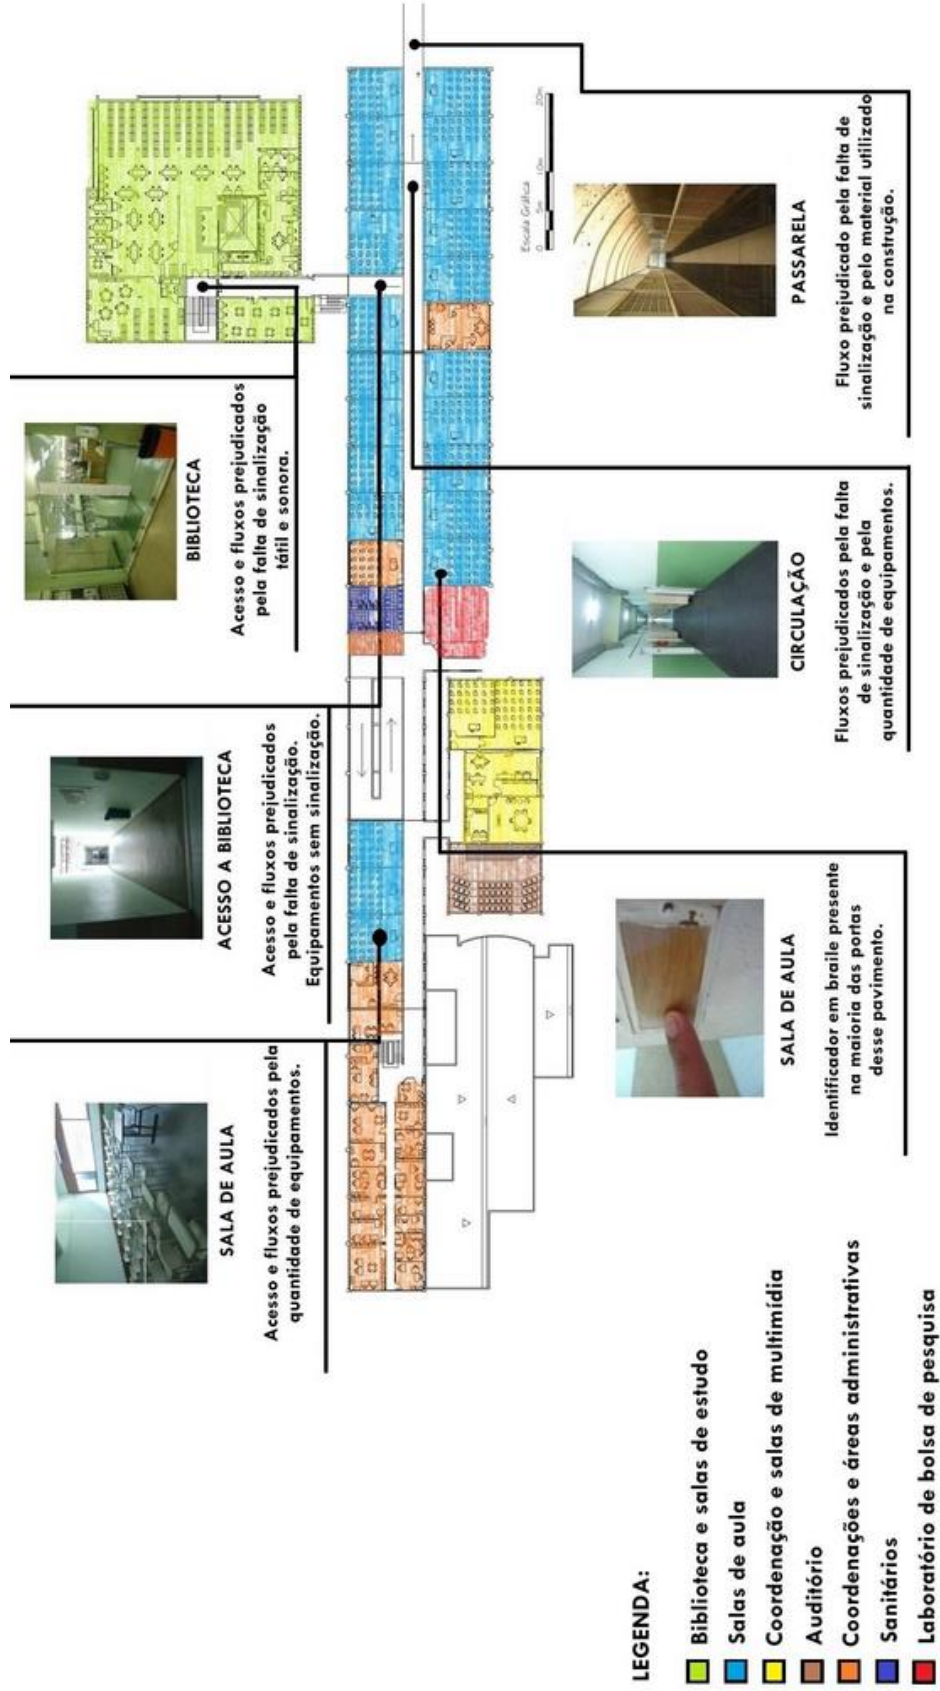 SALA DE AULA
Acesso e fluxos prejudicados pela
quantidade de equipamentos.
ACESSO A BIBLIOTECA
Acesso e fluxos prejudicados
pela falta de sinalização.
Equipamentos sem sinalização.
BIBLIOTECA
Acesso e fluxos prejudicados
pela falta de sinalização
tátil e sonora.
Escala Gráfica
0 5m 10m 20m
SALA DE AULA
Identificador em braile presente
na maioria das portas
desse pavimento.
CIRCULAÇÃO
Fluxos prejudicados pela falta
de sinalização e pela
quantidade de equipamentos.
PASSARELA
Fluxo prejudicado pela falta de
sinalização e pelo material utilizado
na construção.
LEGENDA:
Biblioteca e salas de estudo
Salas de aula
Coordenação e salas de multimídia
Auditório
Coordenações e áreas administrativas
Sanitários
Laboratório de bolsa de pesquisa